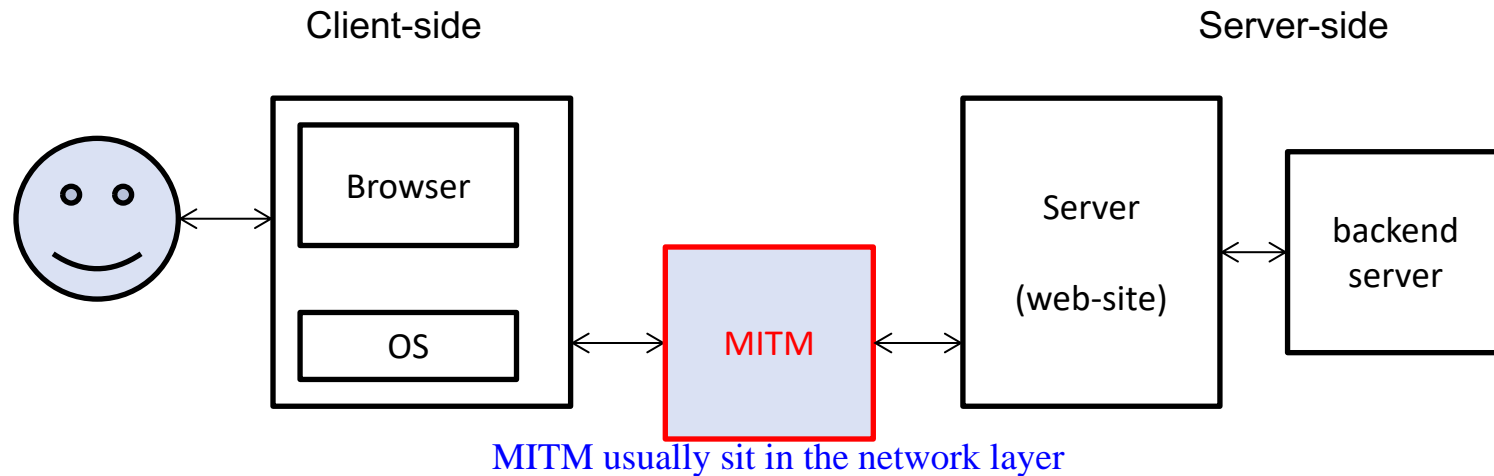 Client-side
Server-side
Browser
OS
MITM
Server
(web-site)
backend
server
MITM usually sit in the network layer